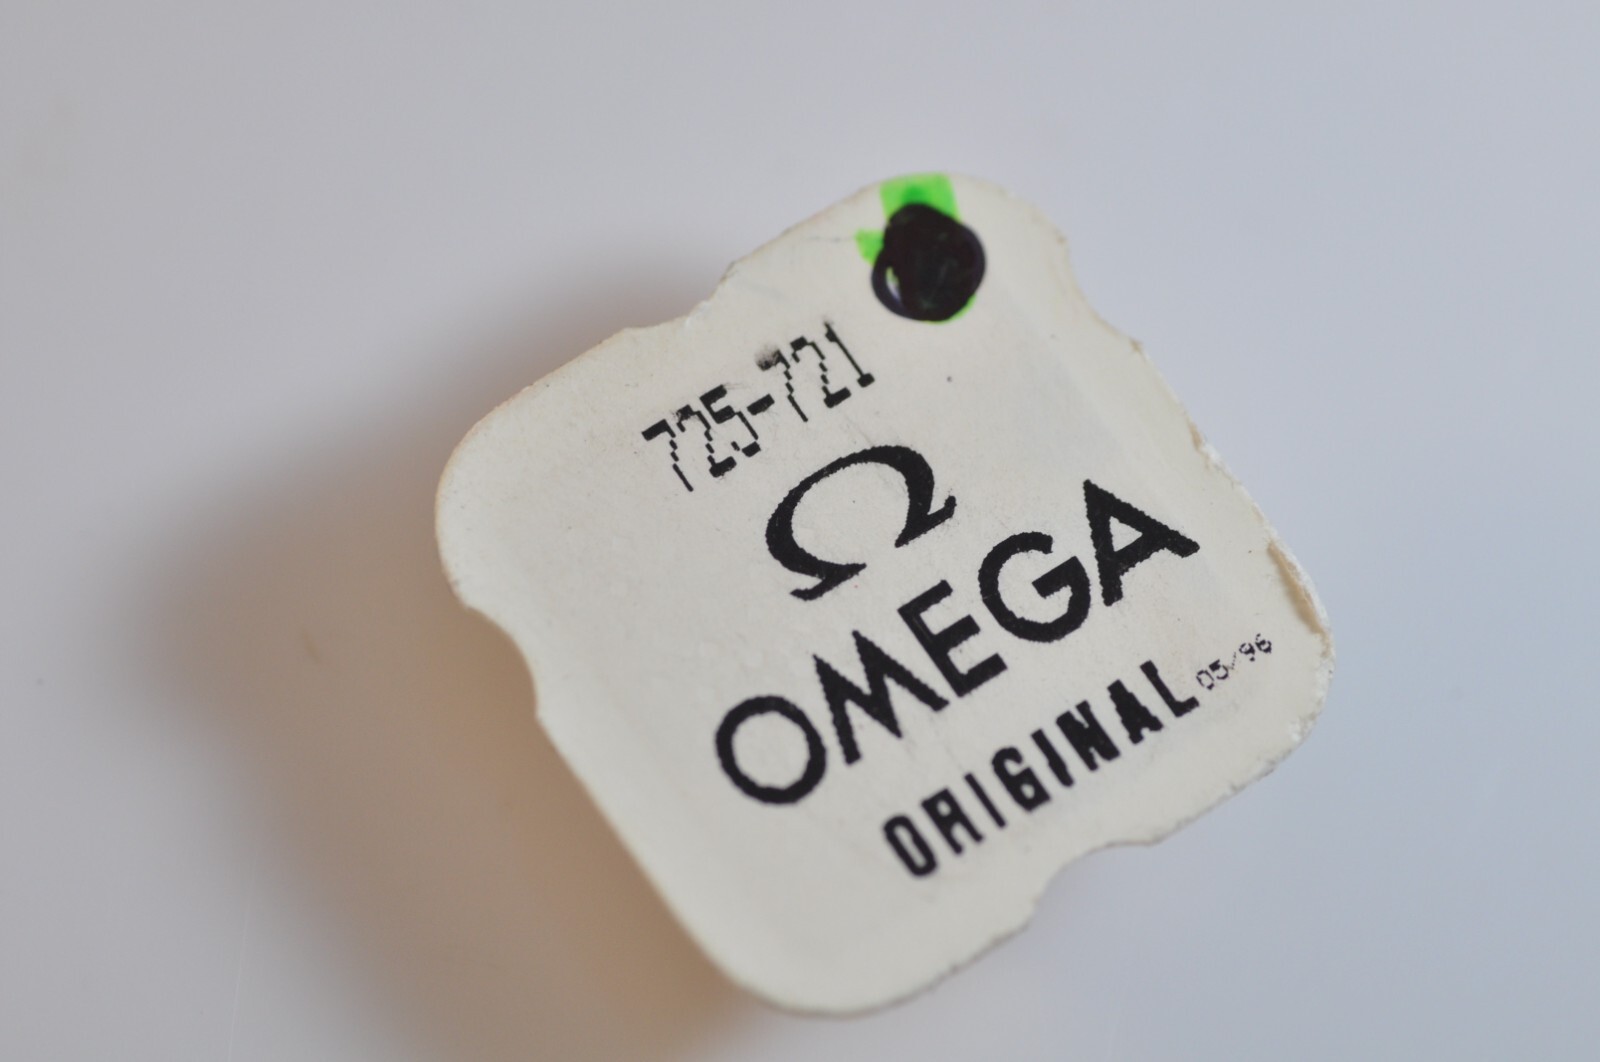 725-721
Ω
OMEGA
ORIGINAL 05/96